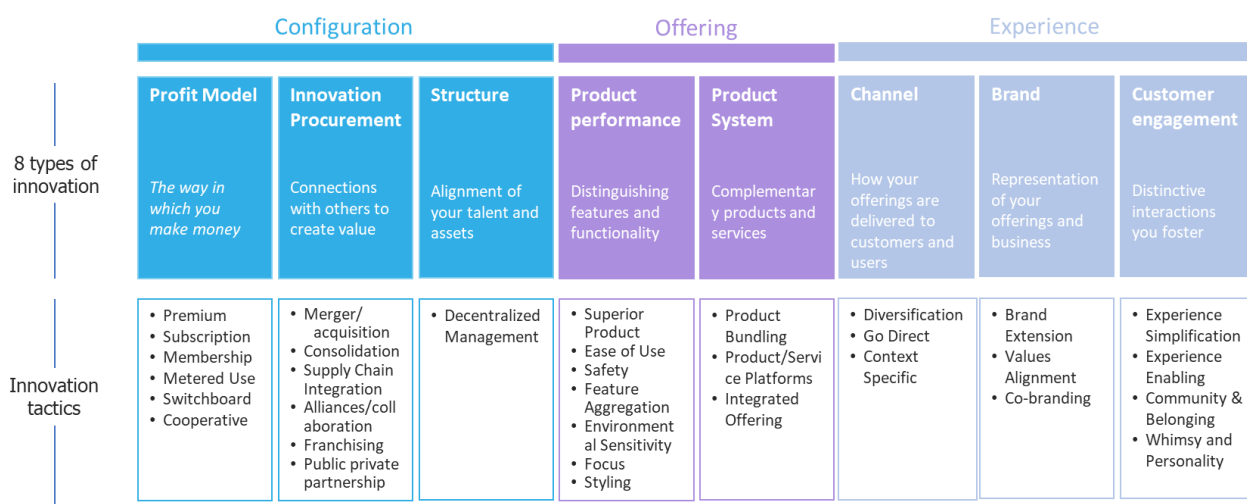 Configuration
Offering
Experience
8 types of
innovation
Profit Model
The way in
which you
make money
Innovation
Procurement
Connections
with others to
create value
Structure
Alignment of
your talent and
assets
Product
performance
Distinguishing
features and
functionality
Product
System
Complementar
y products and
services
Channel
How your
offerings are
delivered to
customers and
users
Brand
Representation
of your
offerings and
business
Customer
engagement
Distinctive
interactions
you foster
Innovation
tactics
• Premium
• Subscription
• Membership
• Metered Use
• Switchboard
• Cooperative
• Merger/
acquisition
• Consolidation
• Supply Chain
Integration
• Alliances/coll
aboration
• Franchising
• Public private
partnership
• Decentralized
Management
• Superior
Product
• Ease of Use
• Safety
• Feature
Aggregation
• Environment
al Sensitivity
• Focus
• Styling
• Product
Bundling
• Product/Servi
ce Platforms
• Integrated
Offering
• Diversification
• Go Direct
• Context
Specific
• Brand
Extension
• Values
Alignment
• Co-branding
• Experience
Simplification
• Experience
Enabling
• Community &
Belonging
• Whimsy and
Personality